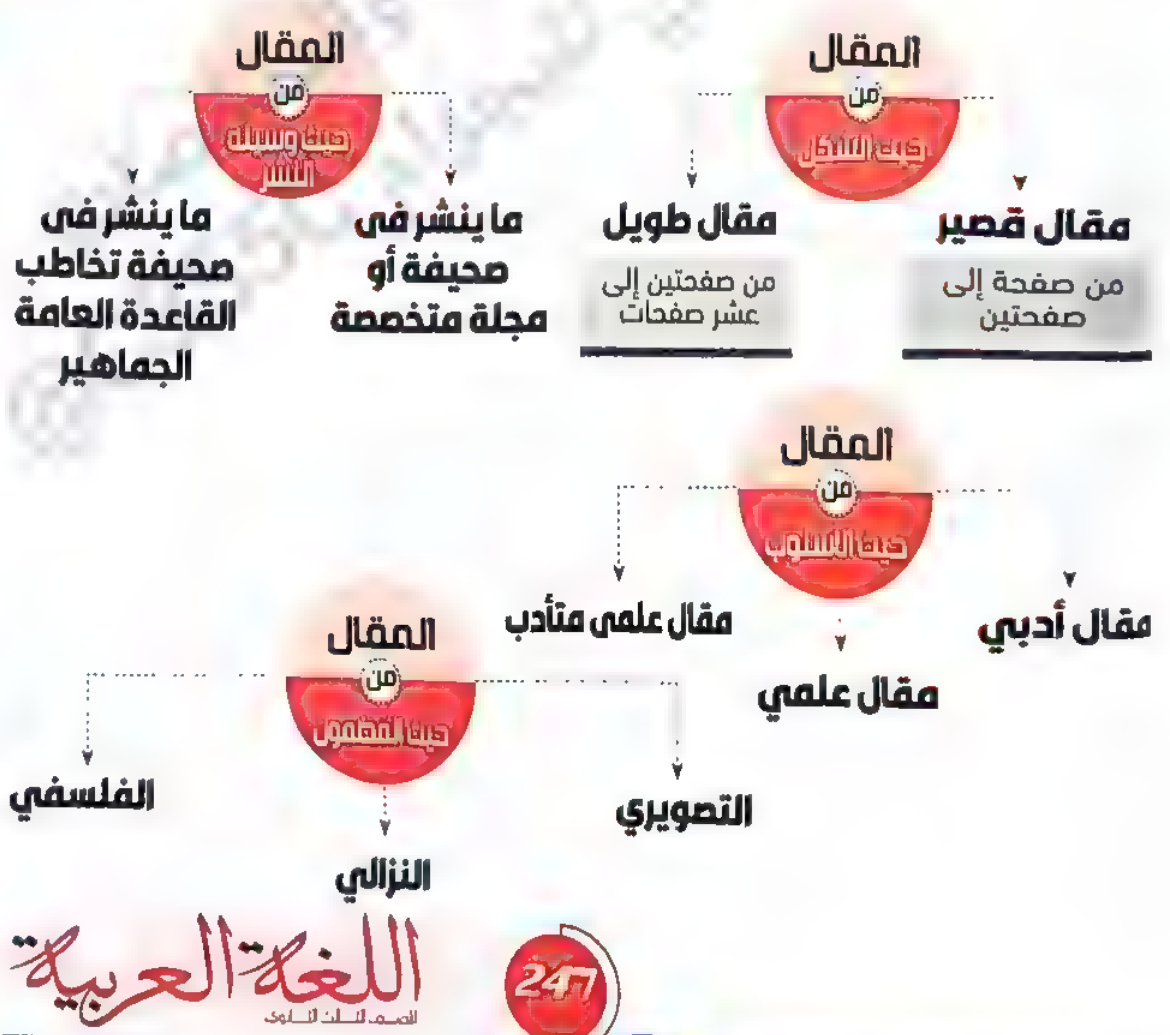 المقال
من
حيث الشكل
مقال قصير
من صفحة إلى
صفحتين
مقال طويل
من صفحتين إلى
عشر صفحات
المقال
من
حيث وسيلة
النشر
ما ينشر في
صحيفة أو
مجلة متخصصة
ما ينشر في
صحيفة تخاطب
القاعدة العامة
الجماهير
المقال
من
حيث الأسلوب
مقال أدبي
مقال علمي
مقال علمي متأدب
المقال
من
حيث المضمون
التصويري
النزالي
الفلسفي
اللغة العربية
للصف الثالث الثانوي
247